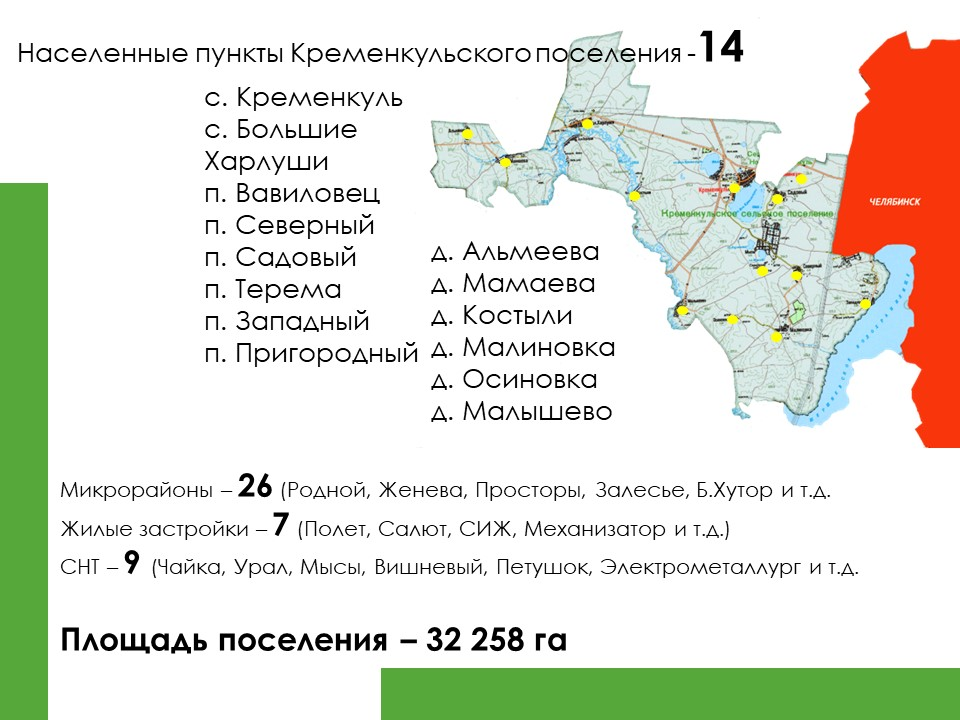 Населенные пункты Кременкульского поселения -14
с. Кременкуль
с. Большие
Харлуши
п. Вавиловец
п. Северный
п. Садовый
п. Терема
п. Западный
п. Пригородный
д. Альмеева
д. Мамаева
д. Костыли
д. Малиновка
д. Осиновка
д. Малышево
ЧЕЛЯБИНСК
Кременкуль
Садовый
Кременкульское сельское поселение
Микрорайоны – 26 (Родной, Женева, Просторы, Залесье, Б.Хутор и т.д.
Жилые застройки – 7 (Полет, Салют, СИЖ, Механизатор и т.д.)
СНТ – 9 (Чайка, Урал, Мысы, Вишневый, Петушок, Электрометаллург и т.д.
Площадь поселения – 32 258 га